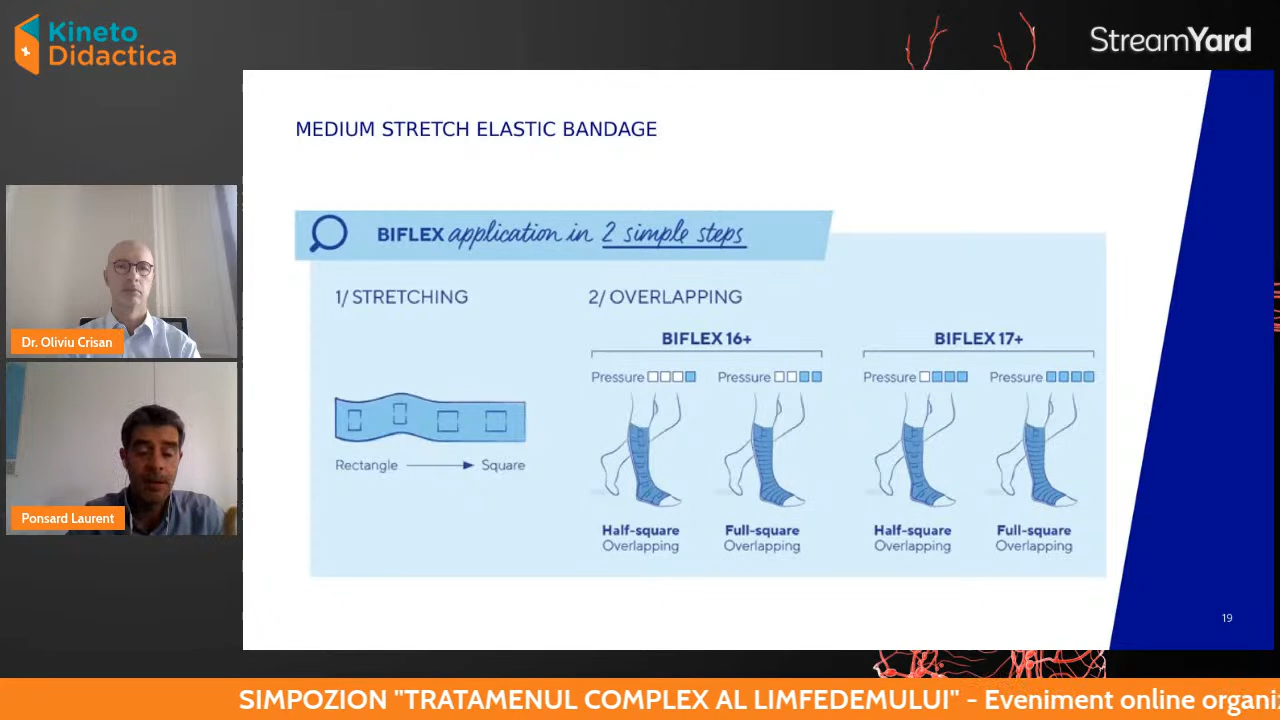 Kineto
Didactica
StreamYard
MEDIUM STRETCH ELASTIC BANDAGE
BIFLEX application in 2 simple steps
1/ STRETCHING
2/ OVERLAPPING
BIFLEX 16+
BIFLEX 17+
Pressure
Pressure
Pressure
Pressure
Rectangle
Square
Half-square
Overlapping
Full-square
Overlapping
Half-square
Overlapping
Full-square
Overlapping
19
Dr. Oliviu Crisan
Ponsard Laurent
SIMPOZION "TRATAMENUL COMPLEX AL LIMFEDEMULUI" - Eveniment online organiz